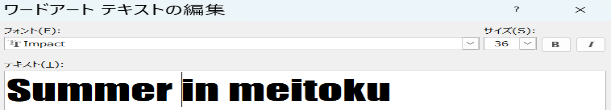 ワードアート テキストの編集 ? ×
フォント(F): サイズ(S):
Impact 36 B I
テキスト(T):
Summer in meitoku